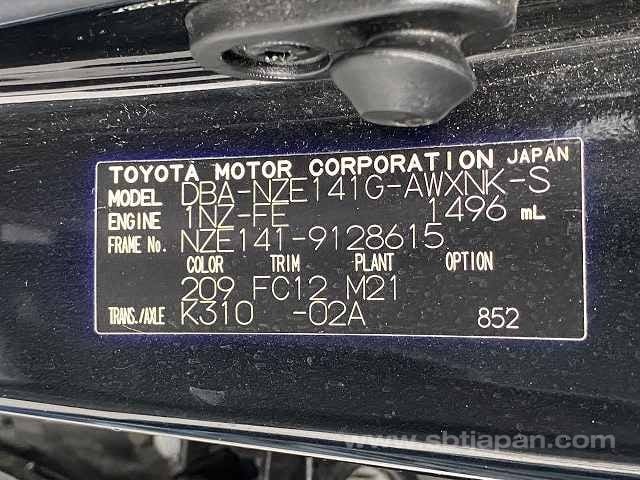 TOYOTA MOTOR CORPORATION JAPAN
MODEL DBA-NZE141G-AWXNK-S
ENGINE 1NZ-FE 1496 mL
FRAME No. NZE141-9128615
COLOR TRIM PLANT OPTION
209 FC12 M21
TRANS./AXLE K310 -02A 852
www.sbtjapan.com